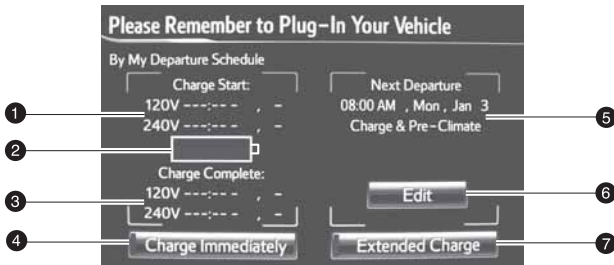 Please Remember to Plug-In Your Vehicle
By My Departure Schedule
Charge Start:
120V ---:--- , -
240V ---:--- , -
Charge Complete:
120V ---:--- , -
240V ---:--- , -
Charge Immediately
Next Departure
08:00 AM , Mon , Jan 3
Charge & Pre-Climate
Edit
Extended Charge
1
2
3
4
5
6
7